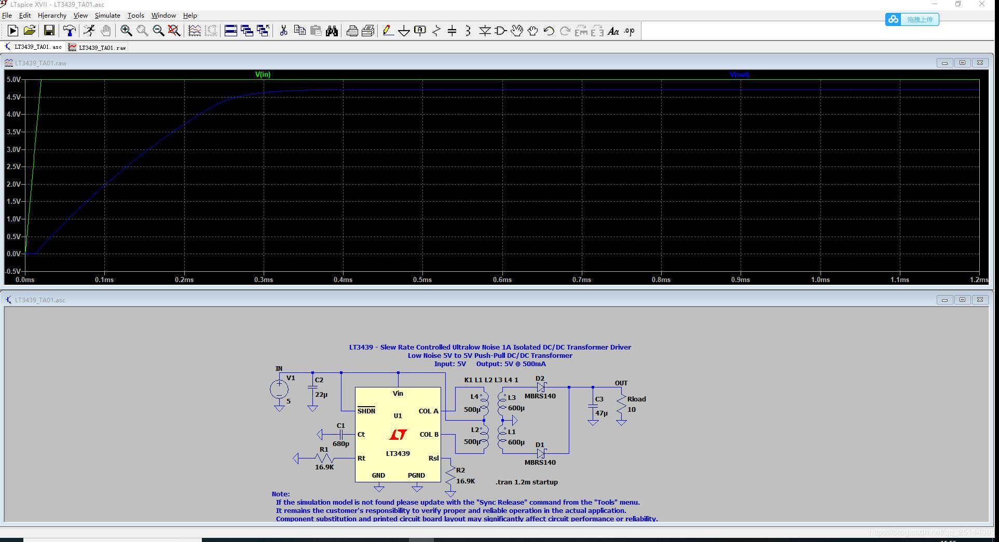 LTspice XVII - LT3439_TA01.asc
File Edit Hierarchy View Simulate Tools Window Help
拖拽上传
A Aa .op
LT3439_TA01.asc LT3439_TA01.raw
LT3439_TA01.raw
V(in) V(out)
5.0V
4.5V
4.0V
3.5V
3.0V
2.5V
2.0V
1.5V
1.0V
0.5V
0.0V
-0.5V
0.0ms 0.1ms 0.2ms 0.3ms 0.4ms 0.5ms 0.6ms 0.7ms 0.8ms 0.9ms 1.0ms 1.1ms 1.2ms
LT3439_TA01.asc
LT3439 - Slew Rate Controlled Ultralow Noise 1A Isolated DC/DC Transformer Driver
Low Noise 5V to 5V Push-Pull DC/DC Transformer
Input: 5V Output: 5V @ 500mA
IN
V1
5
C2
22µ
Vin
SHDN
U1
COL A
Ct
COL B
LT3439
Rt
Rsl
GND PGND
C1
680p
R1
16.9K
R2
16.9K
K1 L1 L2 L3 L4 1
L4
500µ
L3
600µ
L2
500µ
L1
600µ
D2
MBRS140
D1
MBRS140
OUT
C3
47µ
Rload
10
.tran 1.2m startup
Note:
If the simulation model is not found please update with the "Sync Release" command from the "Tools" menu.
It remains the customer's responsibility to verify proper and reliable operation in the actual application.
Component substitution and printed circuit board layout may significantly affect circuit performance or reliability.